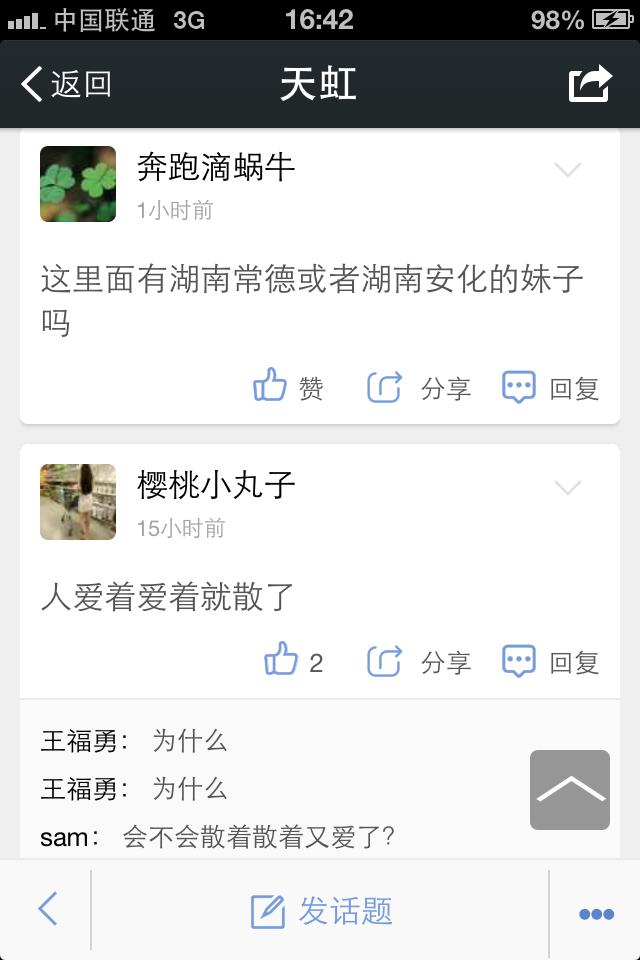 中国联通 3G 16:42 98%
返回 天虹
奔跑滴蜗牛
1小时前
这里面有湖南常德或者湖南安化的妹子
吗
赞 分享 回复
樱桃小丸子
15小时前
人爱着爱着就散了
2 分享 回复
王福勇： 为什么
王福勇： 为什么
sam： 会不会散着散着又爱了?
发话题